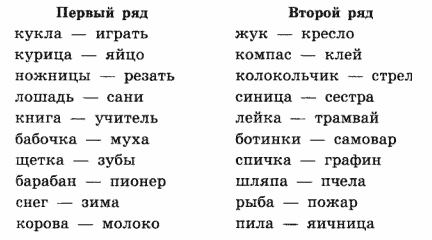 Первый ряд
кукла — играть
курица — яйцо
ножницы — резать
лошадь — сани
книга — учитель
бабочка — муха
щетка — зубы
барабан — пионер
снег — зима
корова — молоко
Второй ряд
жук — кресло
компас — клей
колокольчик — стрел
синица — сестра
лейка — трамвай
ботинки — самовар
спичка — графин
шляпа — пчела
рыба — пожар
пила — яичница